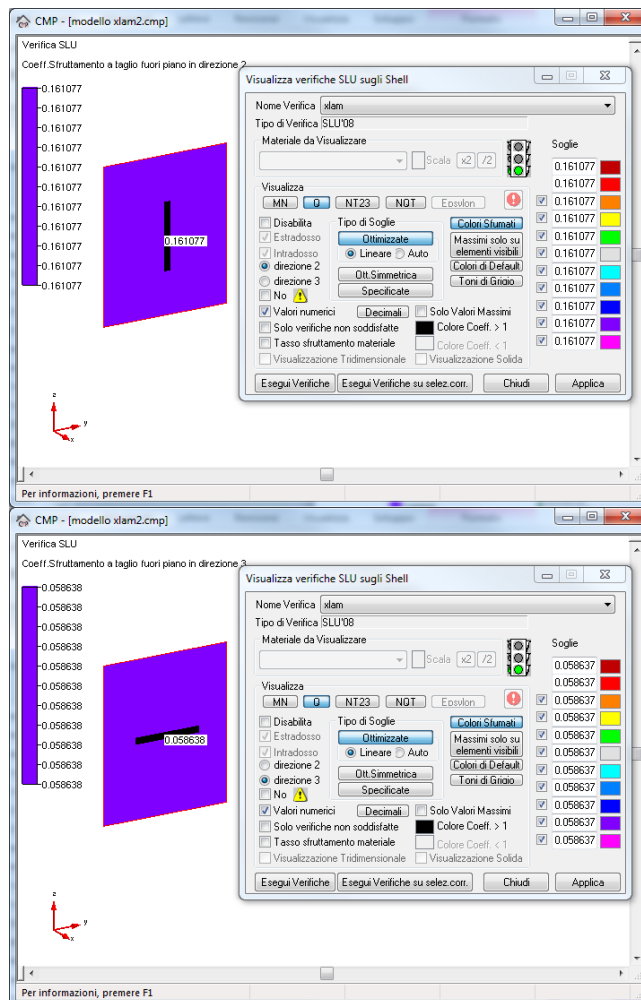 CMP - [modello xlam2.cmp]
Verifica SLU
Coeff.Sfruttamento a taglio fuori piano in direzione 2
0.161077
0.161077
0.161077
0.161077
0.161077
0.161077
0.161077
0.161077
0.161077
0.161077
0.161077
0.161077
z
y
x
Per informazioni, premere F1
Visualizza verifiche SLU sugli Shell
Nome Verifica xlam
Tipo di Verifica SLU'08
Materiale da Visualizzare
Scala x2 /2
Visualizza
MN Q NT23 NQT Epsylon
Disabilita
Estradosso
Intradosso
direzione 2
direzione 3
No
Tipo di Soglie
Ottimizzate
Lineare Auto
Ott.Simmetrica
Specificate
Colori Sfumati
Massimi solo su
elementi visibili
Colori di Default
Toni di Grigio
Valori numerici Decimali Solo Valori Massimi
Solo verifiche non soddisfatte Colore Coeff. > 1
Tasso sfruttamento materiale Colore Coeff. < 1
Visualizzazione Tridimensionale Visualizzazione Solida
Esegui Verifiche Esegui Verifiche su selez.corr. Chiudi Applica
Soglie
0.161077
0.161077
0.161077
0.161077
0.161077
0.161077
0.161077
0.161077
0.161077
0.161077
0.161077
CMP - [modello xlam2.cmp]
Verifica SLU
Coeff.Sfruttamento a taglio fuori piano in direzione 3
0.058638
0.058638
0.058638
0.058638
0.058638
0.058638
0.058638
0.058638
0.058638
0.058638
0.058638
0.058638
z
y
x
Per informazioni, premere F1
Visualizza verifiche SLU sugli Shell
Nome Verifica xlam
Tipo di Verifica SLU'08
Materiale da Visualizzare
Scala x2 /2
Visualizza
MN Q NT23 NQT Epsylon
Disabilita
Estradosso
Intradosso
direzione 2
direzione 3
No
Tipo di Soglie
Ottimizzate
Lineare Auto
Ott.Simmetrica
Specificate
Colori Sfumati
Massimi solo su
elementi visibili
Colori di Default
Toni di Grigio
Valori numerici Decimali Solo Valori Massimi
Solo verifiche non soddisfatte Colore Coeff. > 1
Tasso sfruttamento materiale Colore Coeff. < 1
Visualizzazione Tridimensionale Visualizzazione Solida
Esegui Verifiche Esegui Verifiche su selez.corr. Chiudi Applica
Soglie
0.058637
0.058637
0.058637
0.058637
0.058637
0.058637
0.058637
0.058637
0.058637
0.058637
0.058637